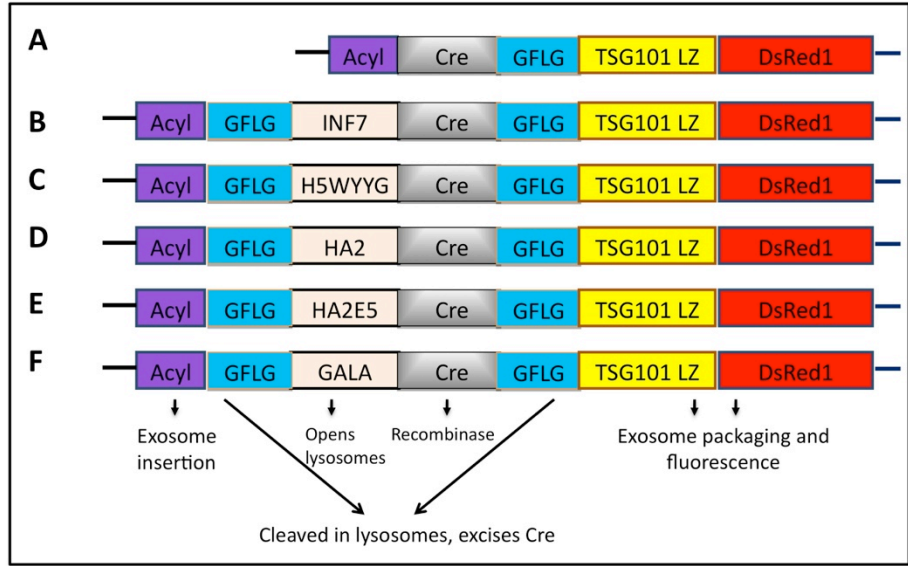 A Acyl Cre GFLG TSG101 LZ DsRed1
B Acyl GFLG INF7 Cre GFLG TSG101 LZ DsRed1
C Acyl GFLG H5WYYG Cre GFLG TSG101 LZ DsRed1
D Acyl GFLG HA2 Cre GFLG TSG101 LZ DsRed1
E Acyl GFLG HA2E5 Cre GFLG TSG101 LZ DsRed1
F Acyl GFLG GALA Cre GFLG TSG101 LZ DsRed1
Exosome
insertion
Opens
lysosomes
Recombinase
Exosome packaging and
fluorescence
Cleaved in lysosomes, excises Cre